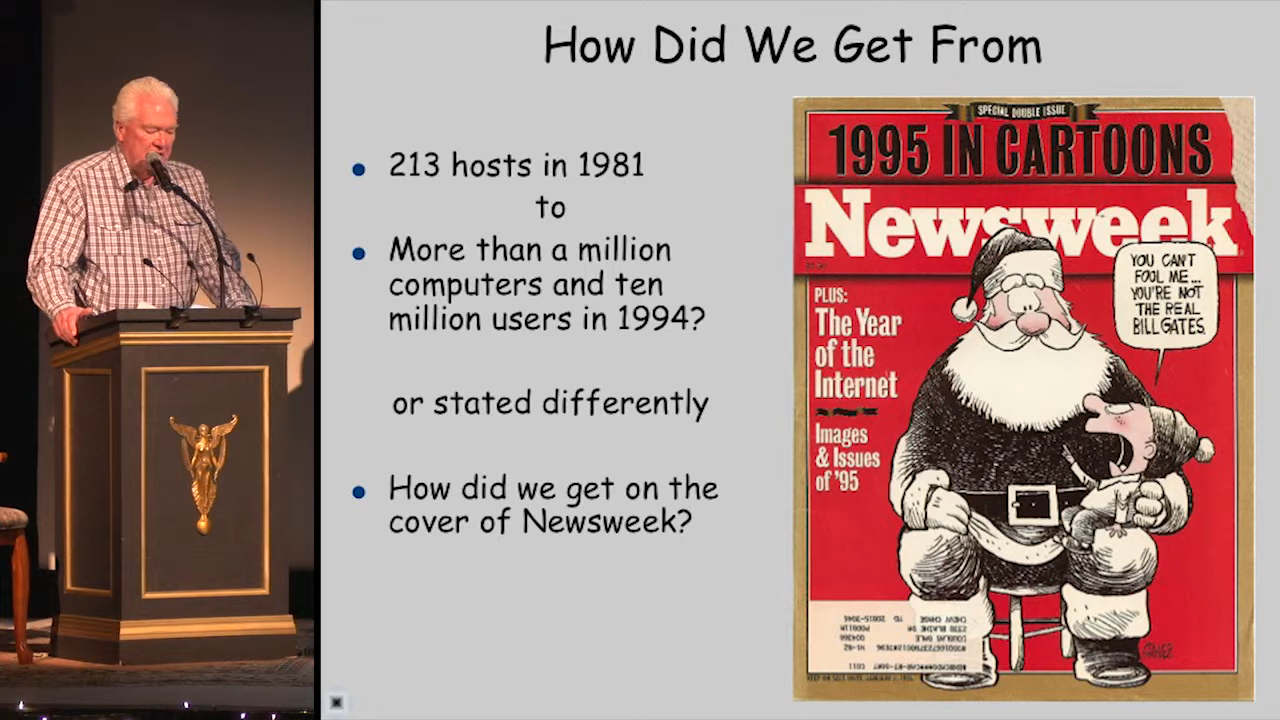 How Did We Get From
• 213 hosts in 1981
to
• More than a million
computers and ten
million users in 1994?
or stated differently
• How did we get on the
cover of Newsweek?
SPECIAL DOUBLE ISSUE
1995 IN CARTOONS
Newsweek
PLUS:
The Year
of the
Internet
Images
& Issues
of '95
YOU CAN'T
FOOL ME...
YOU'RE NOT
THE REAL
BILL GATES.